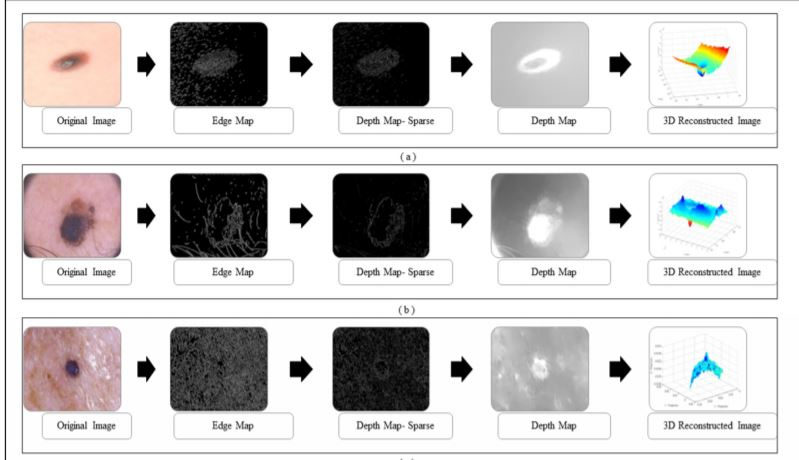 Original Image
Edge Map
Depth Map- Sparse
Depth Map
3D Reconstructed Image
( a )
Original Image
Edge Map
Depth Map- Sparse
Depth Map
3D Reconstructed Image
( b )
Original Image
Edge Map
Depth Map- Sparse
Depth Map
3D Reconstructed Image